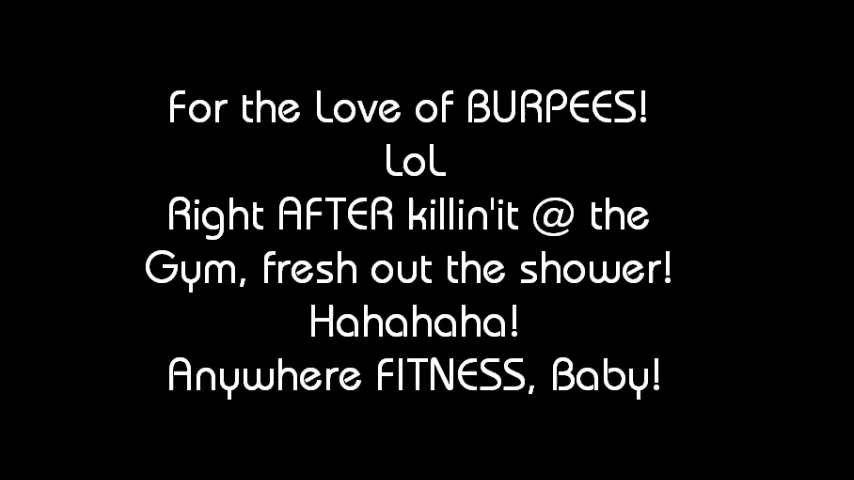 For the Love of BURPEES!
LoL
Right AFTER killin'it @ the
Gym, fresh out the shower!
Hahahaha!
Anywhere FITNESS, Baby!